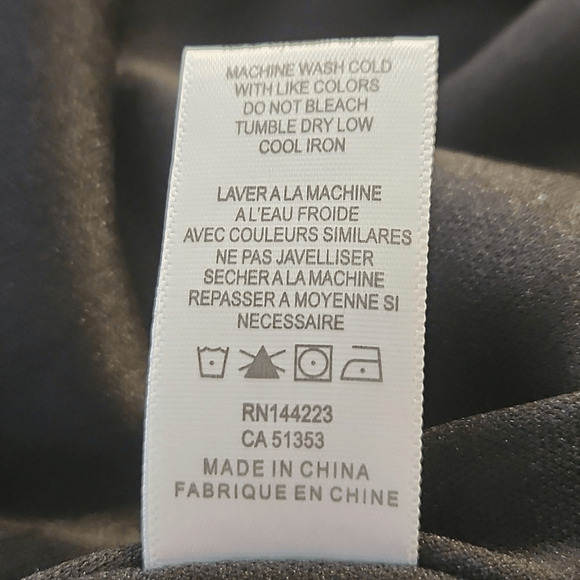 MACHINE WASH COLD
WITH LIKE COLORS
DO NOT BLEACH
TUMBLE DRY LOW
COOL IRON
LAVER A LA MACHINE
A L'EAU FROIDE
AVEC COULEURS SIMILARES
NE PAS JAVELLISER
SECHER A LA MACHINE
REPASSER A MOYENNE SI
NECESSAIRE
RN144223
CA 51353
MADE IN CHINA
FABRIQUE EN CHINE